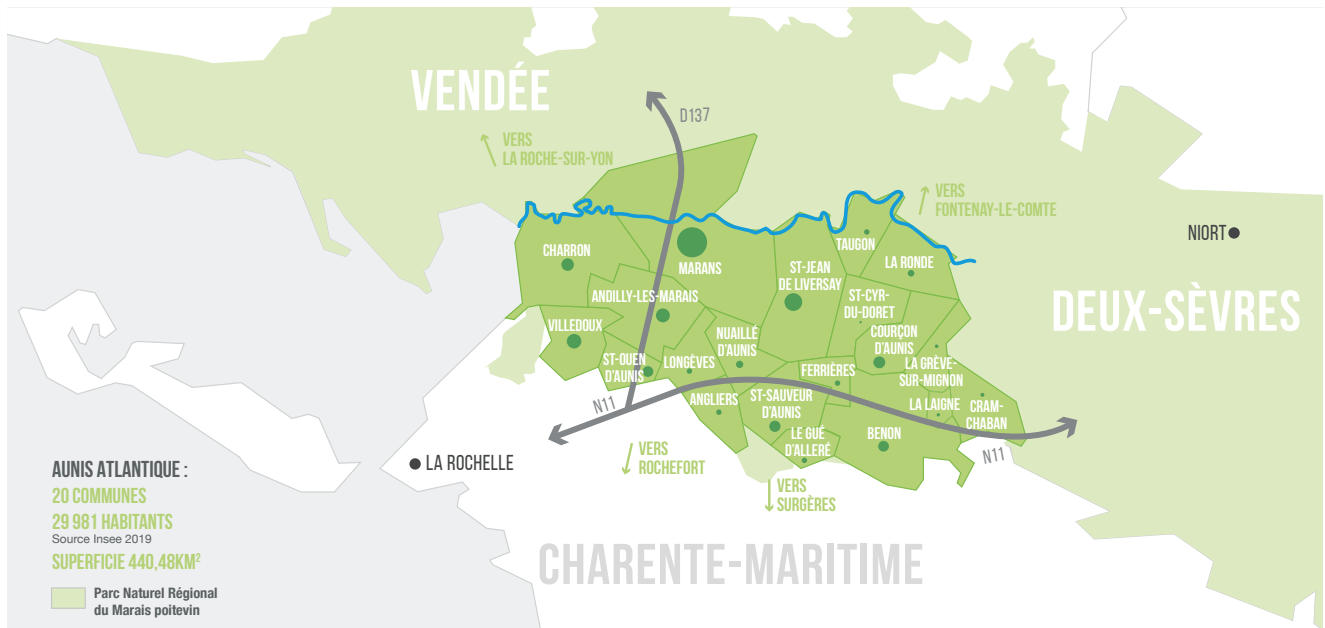 VENDÉE
D137
VERS
LA ROCHE-SUR-YON
VERS
FONTENAY-LE-COMTE
NIORT
DEUX-SÈVRES
CHARRON
MARANS
TAUGON
LA RONDE
ST-JEAN
DE LIVERSAY
ANDILLY-LES-MARAIS
ST-CYR-
DU-DORET
VILLEDOUX
NUAILLÉ
D'AUNIS
COURÇON
D'AUNIS
ST-OUEN
D'AUNIS
LONGÈVES
FERRIÈRES
LA GRÈVE-
SUR-MIGNON
N11
ANGLIERS
ST-SAUVEUR
D'AUNIS
LA LAIGNE
CRAM-
CHABAN
LE GUÉ
D'ALLERÉ
BENON
N11
VERS
ROCHEFORT
VERS
SURGÈRES
LA ROCHELLE
CHARENTE-MARITIME
AUNIS ATLANTIQUE :
20 COMMUNES
29 981 HABITANTS
Source Insee 2019
SUPERFICIE 440,48KM²
Parc Naturel Régional
du Marais poitevin